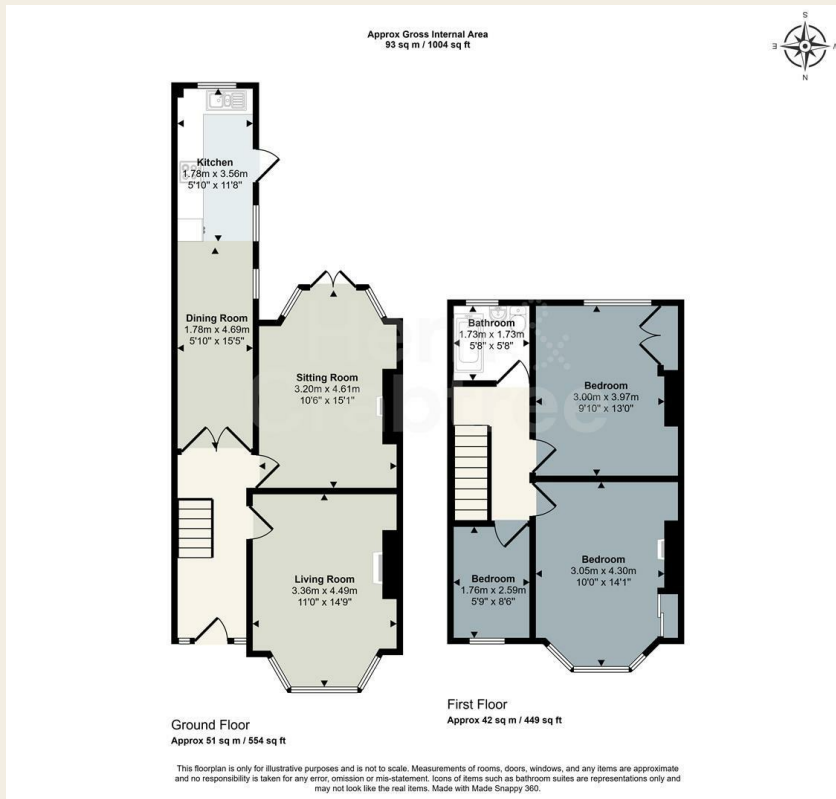 Approx Gross Internal Area
93 sq m / 1004 sq ft
S
E
N
Kitchen
1.78m x 3.56m
5'10" x 11'8"
Dining Room
1.78m x 4.69m
5'10" x 15'5"
Sitting Room
3.20m x 4.61m
10'6" x 15'1"
Living Room
3.36m x 4.49m
11'0" x 14'9"
Bathroom
1.73m x 1.73m
5'8" x 5'8"
Bedroom
3.00m x 3.97m
9'10" x 13'0"
Bedroom
3.05m x 4.30m
10'0" x 14'1"
Bedroom
1.76m x 2.59m
5'9" x 8'6"
Ground Floor
Approx 51 sq m / 554 sq ft
First Floor
Approx 42 sq m / 449 sq ft
This floorplan is only for illustrative purposes and is not to scale. Measurements of rooms, doors, windows, and any items are approximate
and no responsibility is taken for any error, omission or mis-statement. Icons of items such as bathroom suites are representations only and
may not look like the real items. Made with Made Snappy 360.